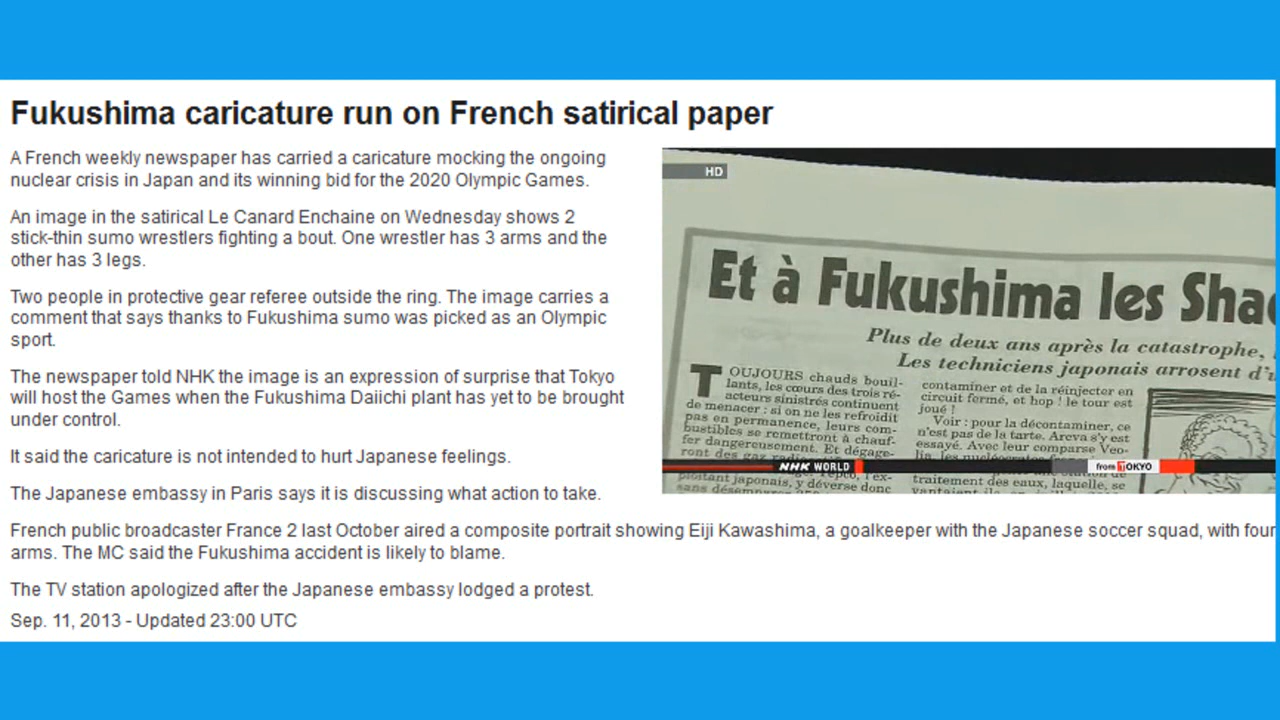 Fukushima caricature run on French satirical paper
A French weekly newspaper has carried a caricature mocking the ongoing
nuclear crisis in Japan and its winning bid for the 2020 Olympic Games.
An image in the satirical Le Canard Enchaine on Wednesday shows 2
stick-thin sumo wrestlers fighting a bout. One wrestler has 3 arms and the
other has 3 legs.
Two people in protective gear referee outside the ring. The image carries a
comment that says thanks to Fukushima sumo was picked as an Olympic
sport.
The newspaper told NHK the image is an expression of surprise that Tokyo
will host the Games when the Fukushima Daiichi plant has yet to be brought
under control.
It said the caricature is not intended to hurt Japanese feelings.
The Japanese embassy in Paris says it is discussing what action to take.
French public broadcaster France 2 last October aired a composite portrait showing Eiji Kawashima, a goalkeeper with the Japanese soccer squad, with four
arms. The MC said the Fukushima accident is likely to blame.
The TV station apologized after the Japanese embassy lodged a protest.
Sep. 11, 2013 - Updated 23:00 UTC
HD
Et à Fukushima les Sha
Plus de deux ans après la catastrophe,
Les techniciens japonais arrosent d'u
TOUJOURS chauds bouil-
lants, les cœurs des trois ré-
acteurs sinistrés continuent
de menacer : si on ne les refroidit
pas en permanence, leurs com-
bustibles se remettront à chauf-
fer dangereusement. Et dégage-
ront des gaz
ploitant japonais, y déverse donc
sans
contaminer et de la réinjecter en
circuit fermé, et hop ! le tour est
joué !
Voir : pour la décontaminer, ce
n'est pas de la tarte. Areva s'y est
essayé. Avec leur comparse Veo-
lia, les
traitement des eaux, laquelle, se
NHK WORLD
from TOKYO